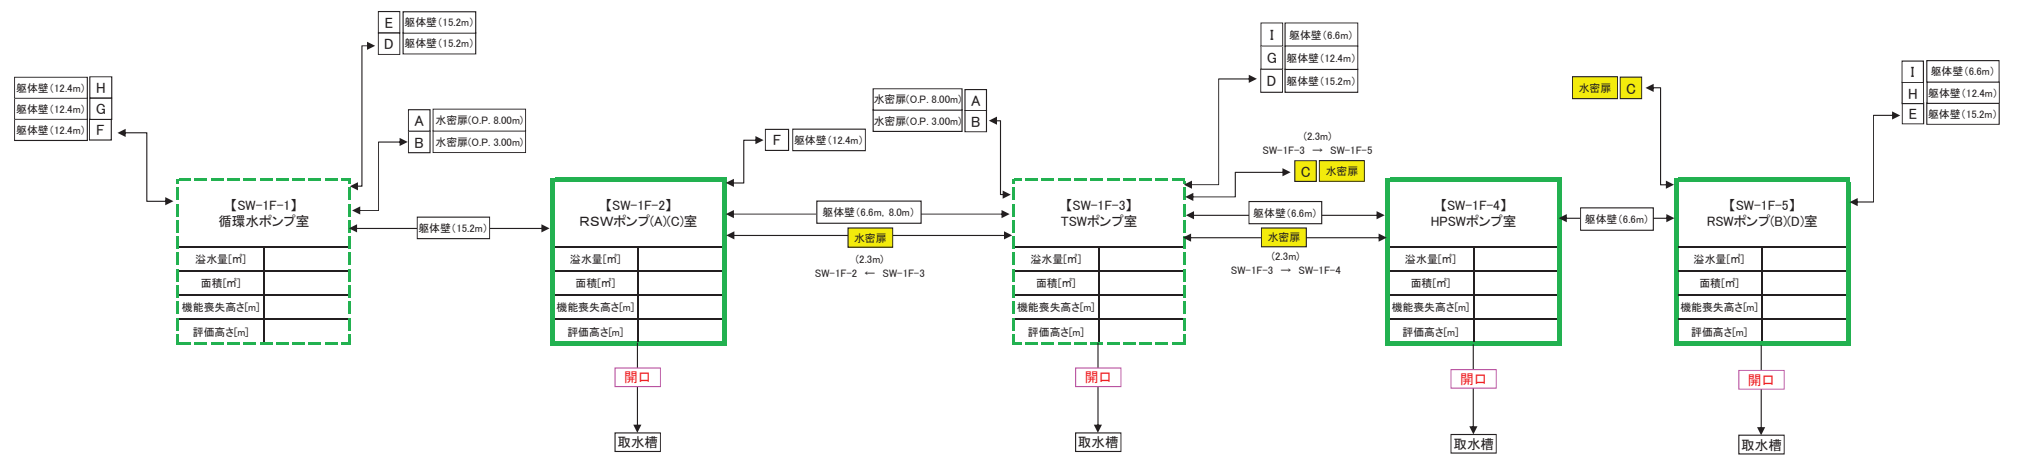 E 躯体壁(15.2m)
D 躯体壁(15.2m)
躯体壁(12.4m) H
躯体壁(12.4m) G
躯体壁(12.4m) F
A 水密扉(O.P. 8.00m)
B 水密扉(O.P. 3.00m)
【SW-1F-1】
循環水ポンプ室
溢水量[㎥]
面積[㎡]
機能喪失高さ[m]
評価高さ[m]
躯体壁(15.2m)
【SW-1F-2】
RSWポンプ(A)(C)室
溢水量[㎥]
面積[㎡]
機能喪失高さ[m]
評価高さ[m]
開口
取水槽
F 躯体壁(12.4m)
水密扉(O.P. 8.00m) A
水密扉(O.P. 3.00m) B
躯体壁(6.6m, 8.0m)
水密扉
(2.3m)
SW-1F-2 ← SW-1F-3
【SW-1F-3】
TSWポンプ室
溢水量[㎥]
面積[㎡]
機能喪失高さ[m]
評価高さ[m]
開口
取水槽
I 躯体壁(6.6m)
G 躯体壁(12.4m)
D 躯体壁(15.2m)
(2.3m)
SW-1F-3 → SW-1F-5
C 水密扉
躯体壁(6.6m)
水密扉
(2.3m)
SW-1F-3 → SW-1F-4
【SW-1F-4】
HPSWポンプ室
溢水量[㎥]
面積[㎡]
機能喪失高さ[m]
評価高さ[m]
開口
取水槽
躯体壁(6.6m)
水密扉 C
【SW-1F-5】
RSWポンプ(B)(D)室
溢水量[㎥]
面積[㎡]
機能喪失高さ[m]
評価高さ[m]
開口
取水槽
I 躯体壁(6.6m)
H 躯体壁(12.4m)
E 躯体壁(15.2m)